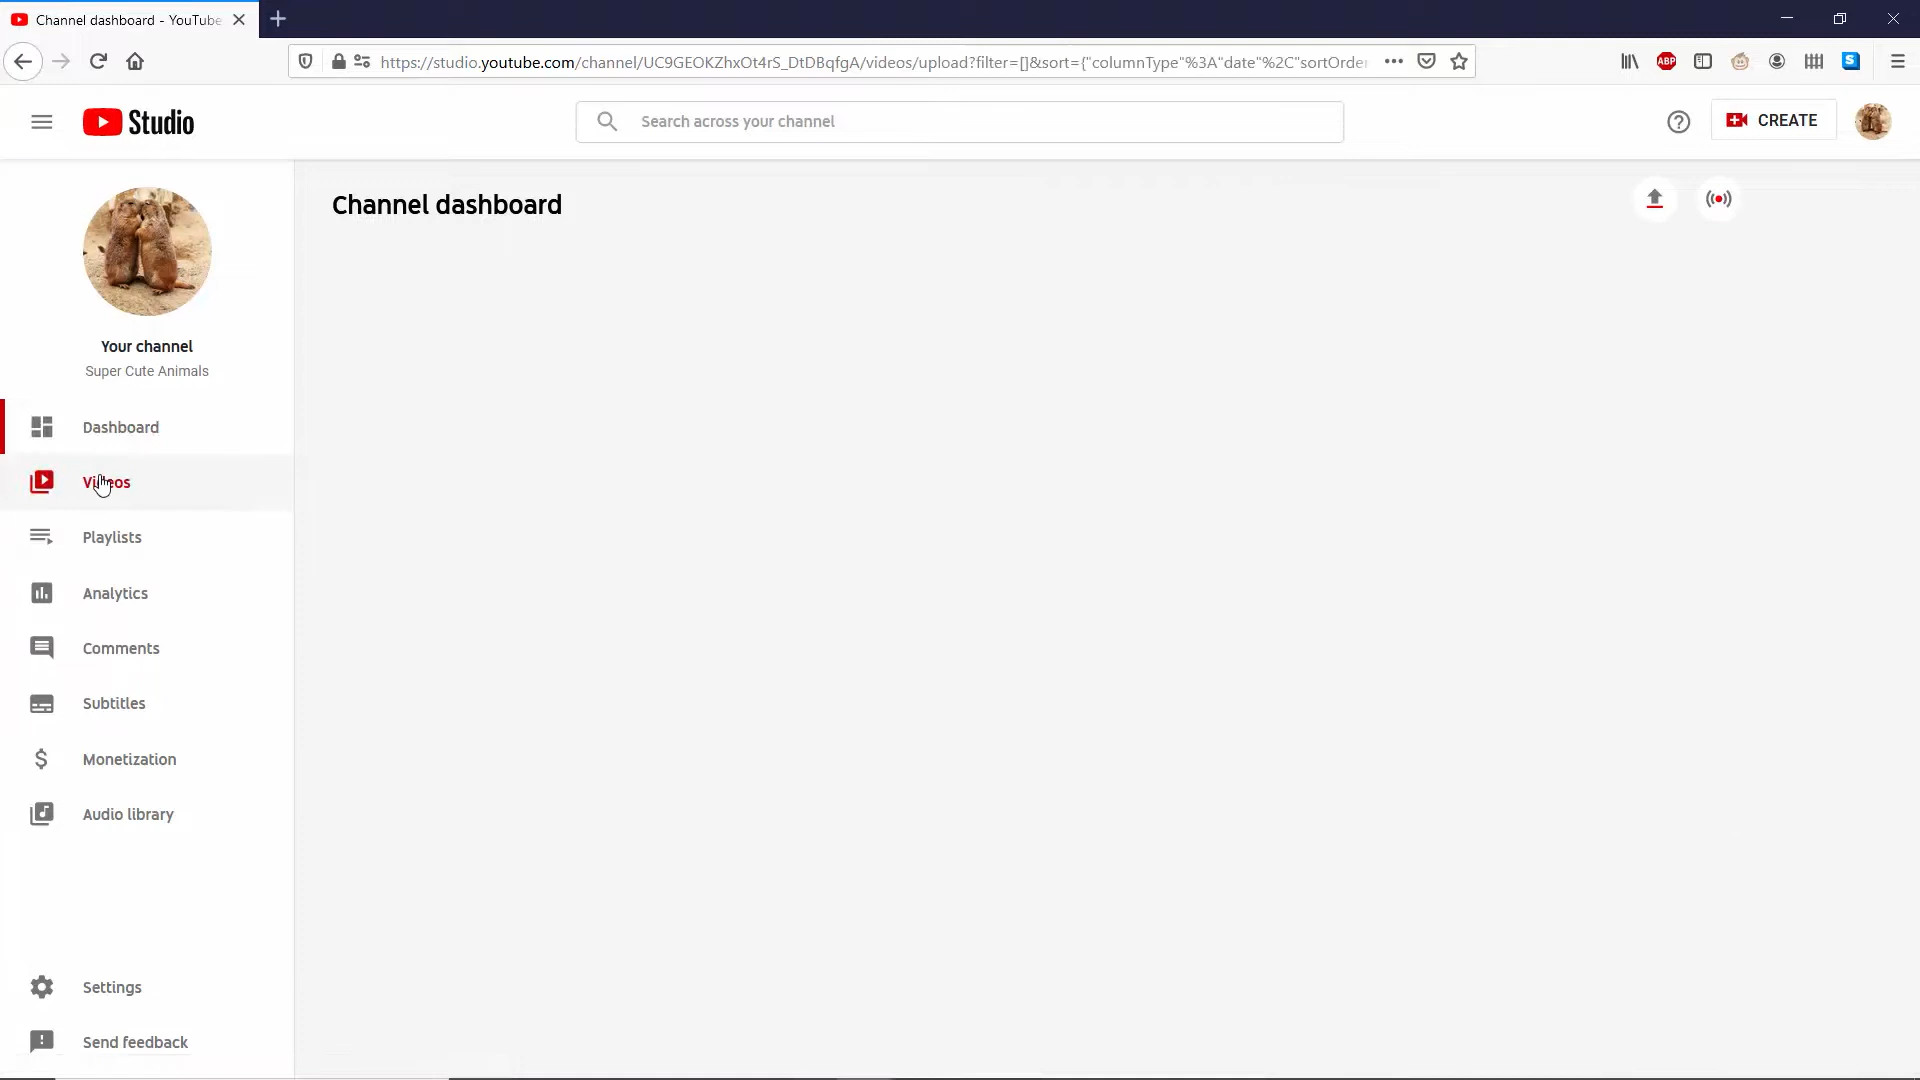 Channel dashboard - YouTube
https://studio.youtube.com/channel/UC9GEOKZhxOt4rS_DtDBqfgA/videos/upload?filter=[]&sort={"columnType"%3A"date"%2C"sortOrder
ABP
S
Studio
Search across your channel
CREATE
Channel dashboard
Your channel
Super Cute Animals
Dashboard
Videos
Playlists
Analytics
Comments
Subtitles
Monetization
Audio library
Settings
Send feedback